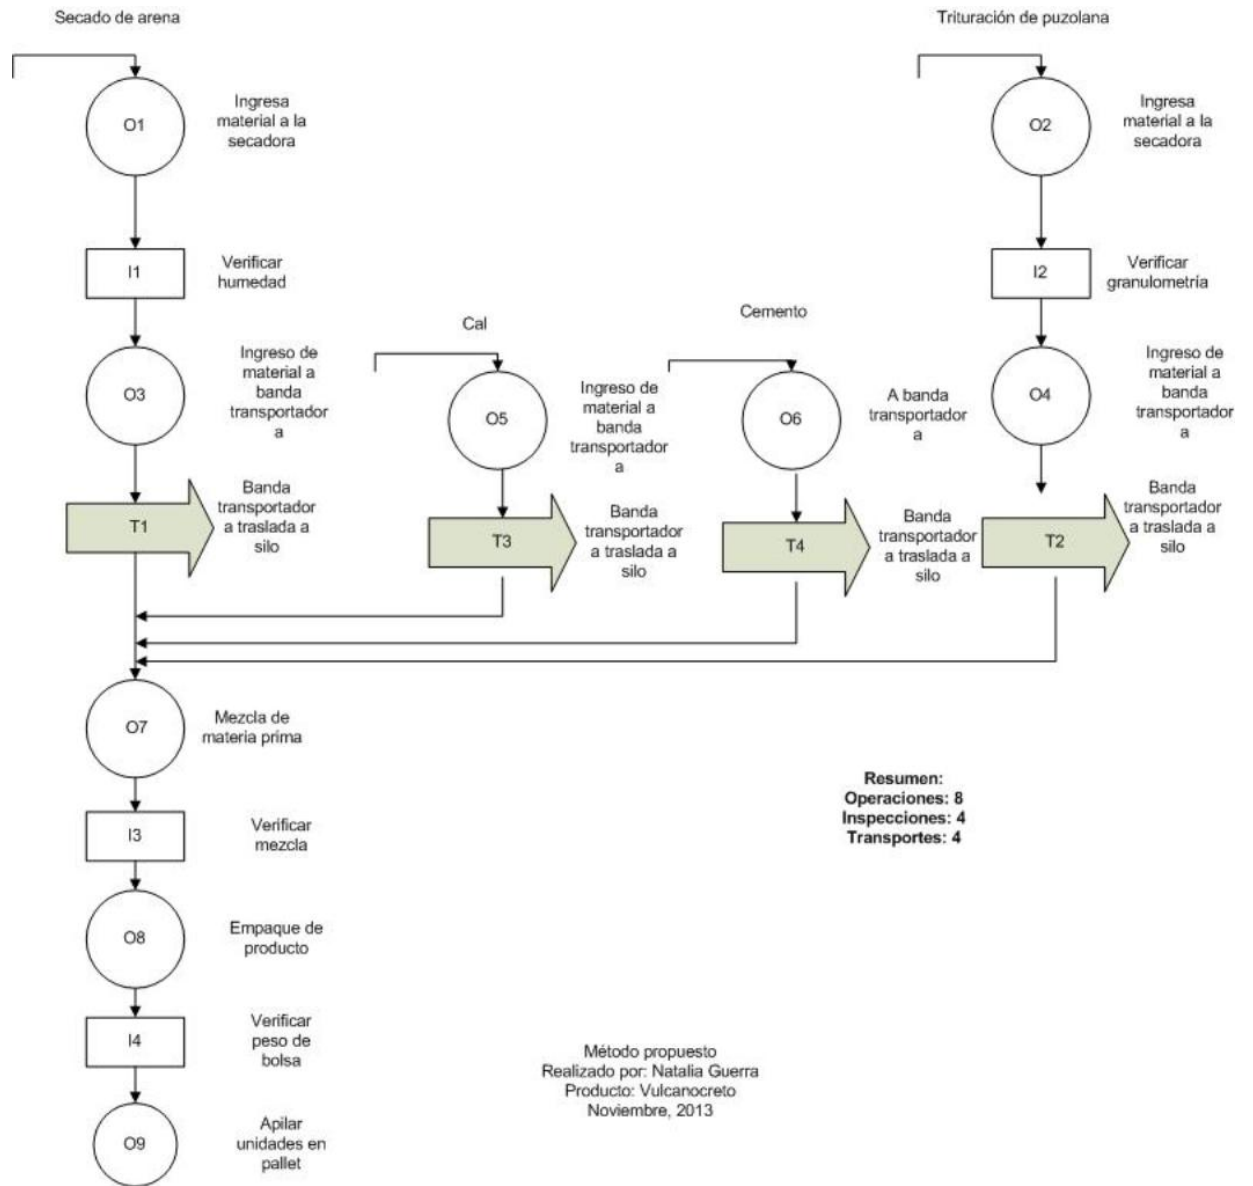 Secado de arena
Trituración de puzolana
O1
Ingresa
material a la
secadora
O2
Ingresa
material a la
secadora
I1
Verificar
humedad
I2
Verificar
granulometría
Cal
Cemento
O3
Ingreso de
material a
banda
transportador
a
O5
Ingreso de
material a
banda
transportador
a
O6
A banda
transportador
a
O4
Ingreso de
material a
banda
transportador
a
T1
Banda
transportador
a traslada a
silo
T3
Banda
transportador
a traslada a
silo
T4
Banda
transportador
a traslada a
silo
T2
Banda
transportador
a traslada a
silo
O7
Mezcla de
materia prima
I3
Verificar
mezcla
O8
Empaque de
producto
I4
Verificar
peso de
bolsa
O9
Apilar
unidades en
pallet
Resumen:
Operaciones: 8
Inspecciones: 4
Transportes: 4
Método propuesto
Realizado por: Natalia Guerra
Producto: Vulcanocreto
Noviembre, 2013